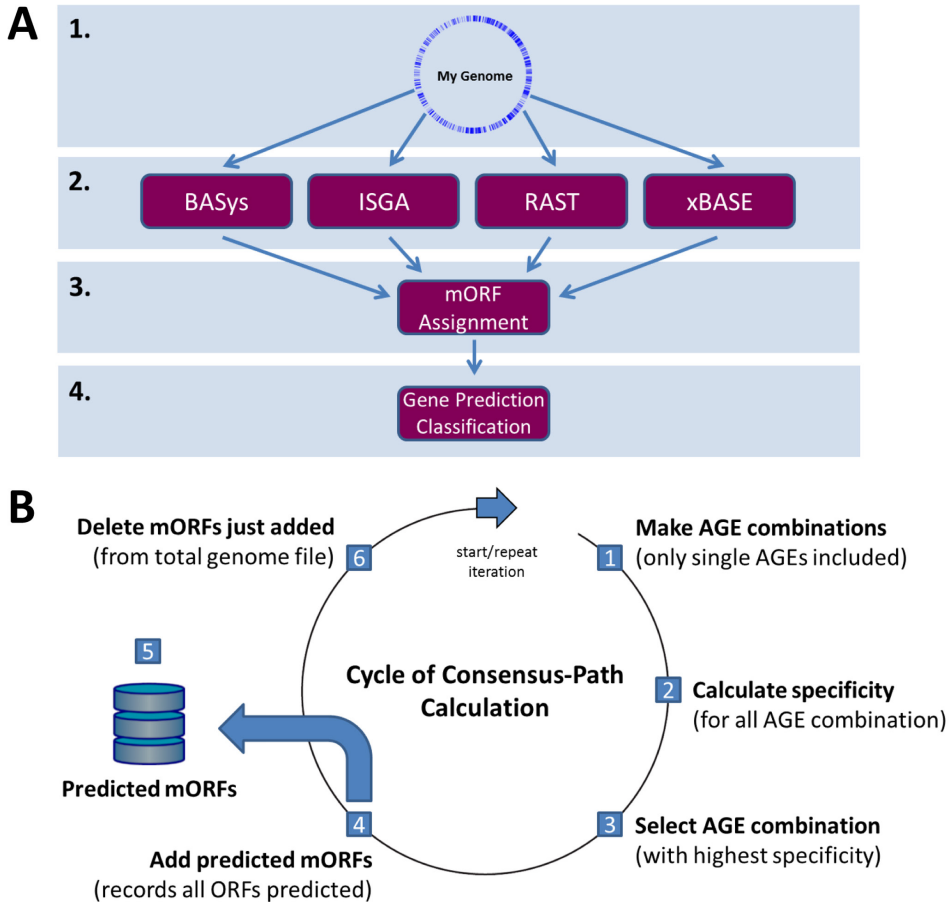 A
1.
My Genome
2.
BASys
ISGA
RAST
xBASE
3.
mORF
Assignment
4.
Gene Prediction
Classification
B
Delete mORFs just added
(from total genome file)
6
start/repeat
iteration
Make AGE combinations
(only single AGEs included)
1
5
Cycle of Consensus-Path
Calculation
2
Calculate specificity
(for all AGE combination)
Predicted mORFs
4
Add predicted mORFs
(records all ORFs predicted)
3
Select AGE combination
(with highest specificity)